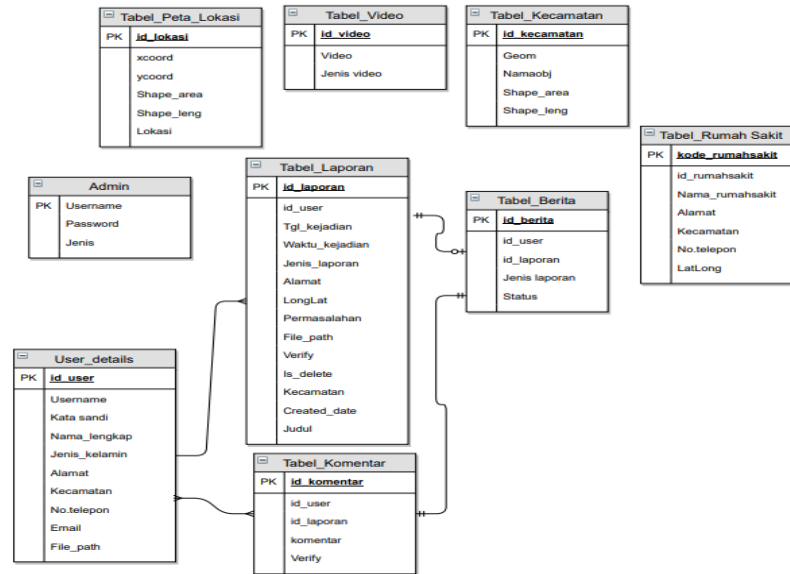 Tabel_Peta_Lokasi
PK id_lokasi
xcoord
ycoord
Shape_area
Shape_leng
Lokasi
Tabel_Video
PK id_video
Video
Jenis video
Tabel_Kecamatan
PK id_kecamatan
Geom
Namaobj
Shape_area
Shape_leng
Tabel_Rumah Sakit
PK kode_rumahsakit
id_rumahsakit
Nama_rumahsakit
Alamat
Kecamatan
No.telepon
LatLong
Admin
PK Username
Password
Jenis
Tabel_Laporan
PK id_laporan
id_user
Tgl_kejadian
Waktu_kejadian
Jenis_laporan
Alamat
LongLat
Permasalahan
File_path
Verify
Is_delete
Kecamatan
Created_date
Judul
Tabel_Berita
PK id_berita
id_user
id_laporan
Jenis laporan
Status
User_details
PK id_user
Username
Kata sandi
Nama_lengkap
Jenis_kelamin
Alamat
Kecamatan
No.telepon
Email
File_path
Tabel_Komentar
PK id_komentar
id_user
id_laporan
komentar
Verify